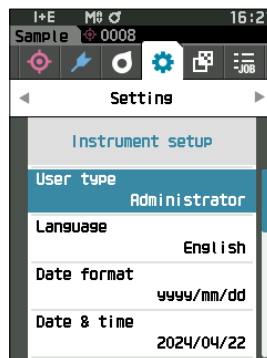 I+E M0 16:2
Sample 0008
-JOB
Setting
Instrument setup
User type
Administrator
Language
English
Date format
yyyy/mm/dd
Date & time
2024/04/22